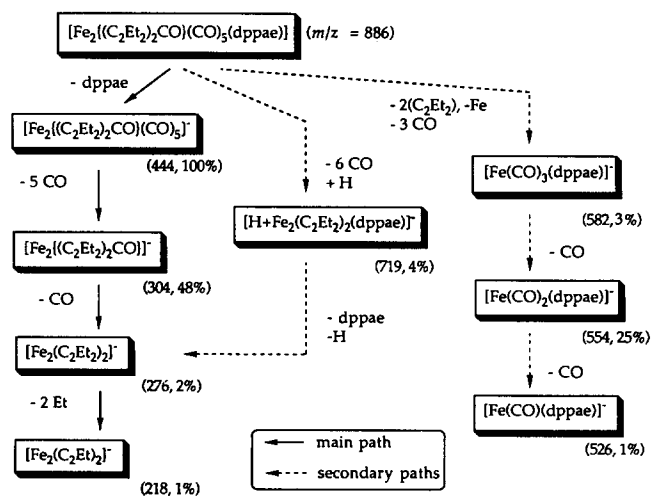 [Fe₂{(C₂Et₂)₂CO}(CO)₅(dppae)] (m/z = 886)
- dppae
- 2(C₂Et₂), -Fe
- 3 CO
[Fe₂{(C₂Et₂)₂CO}(CO)₅]⁻
(444, 100%)
- 6 CO
+ H
[Fe(CO)₃(dppae)]⁻
(582, 3%)
- 5 CO
[H+Fe₂(C₂Et₂)₂(dppae)]⁻
(719, 4%)
[Fe₂{(C₂Et₂)₂CO}]⁻
(304, 48%)
- CO
- CO
[Fe(CO)₂(dppae)]⁻
(554, 25%)
- dppae
-H
[Fe₂(C₂Et₂)₂]⁻
(276, 2%)
- CO
- 2 Et
[Fe(CO)(dppae)]⁻
(526, 1%)
[Fe₂(C₂Et)₂]⁻
(218, 1%)
main path
secondary paths